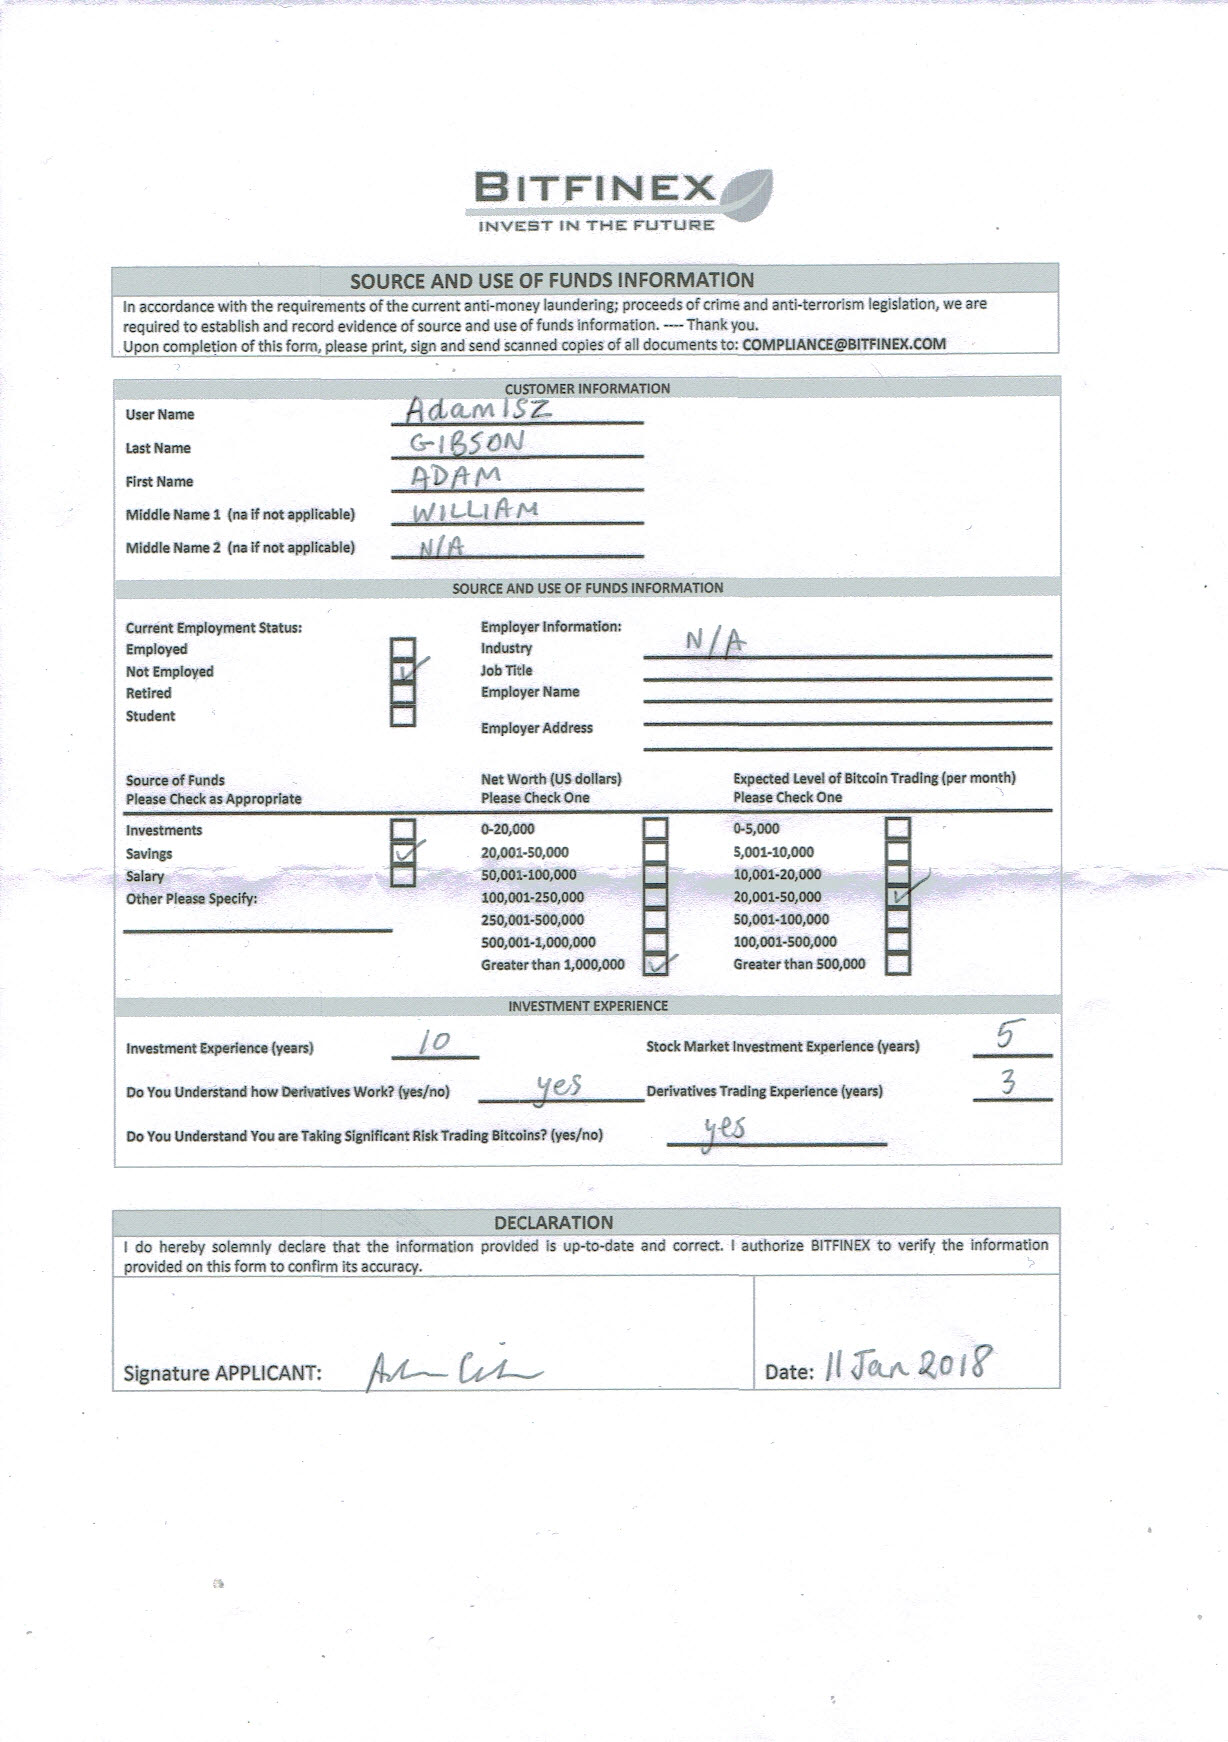 BITFINEX
INVEST IN THE FUTURE
SOURCE AND USE OF FUNDS INFORMATION
In accordance with the requirements of the current anti-money laundering; proceeds of crime and anti-terrorism legislation, we are
required to establish and record evidence of source and use of funds information. ---- Thank you.
Upon completion of this form, please print, sign and send scanned copies of all documents to: COMPLIANCE@BITFINEX.COM
CUSTOMER INFORMATION
User Name AdamISZ
Last Name GIBSON
First Name ADAM
Middle Name 1 (na if not applicable) WILLIAM
Middle Name 2 (na if not applicable) N/A
SOURCE AND USE OF FUNDS INFORMATION
Current Employment Status: Employer Information:
Employed Industry N/A
Not Employed Job Title
Retired Employer Name
Student Employer Address
Source of Funds Net Worth (US dollars) Expected Level of Bitcoin Trading (per month)
Please Check as Appropriate Please Check One Please Check One
Investments 0-20,000 0-5,000
Savings 20,001-50,000 5,001-10,000
Salary 50,001-100,000 10,001-20,000
Other Please Specify: 100,001-250,000 20,001-50,000
250,001-500,000 50,001-100,000
500,001-1,000,000 100,001-500,000
Greater than 1,000,000 Greater than 500,000
INVESTMENT EXPERIENCE
Investment Experience (years) 10 Stock Market Investment Experience (years) 5
Do You Understand how Derivatives Work? (yes/no) yes Derivatives Trading Experience (years) 3
Do You Understand You are Taking Significant Risk Trading Bitcoins? (yes/no) yes
DECLARATION
I do hereby solemnly declare that the information provided is up-to-date and correct. I authorize BITFINEX to verify the information
provided on this form to confirm its accuracy.
Signature APPLICANT: Date: 11 Jan 2018